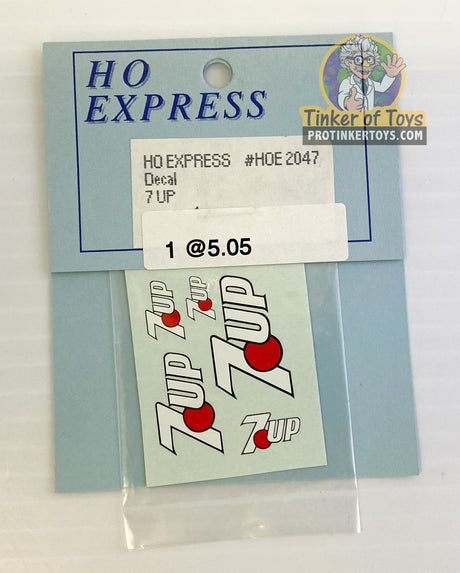 HO
EXPRESS
Tinker of Toys
PROTINKERTOYS.COM
HO EXPRESS #HOE 2047
Decal
7 UP
1 @5.05
7UP
7UP
7UP
7UP
7UP